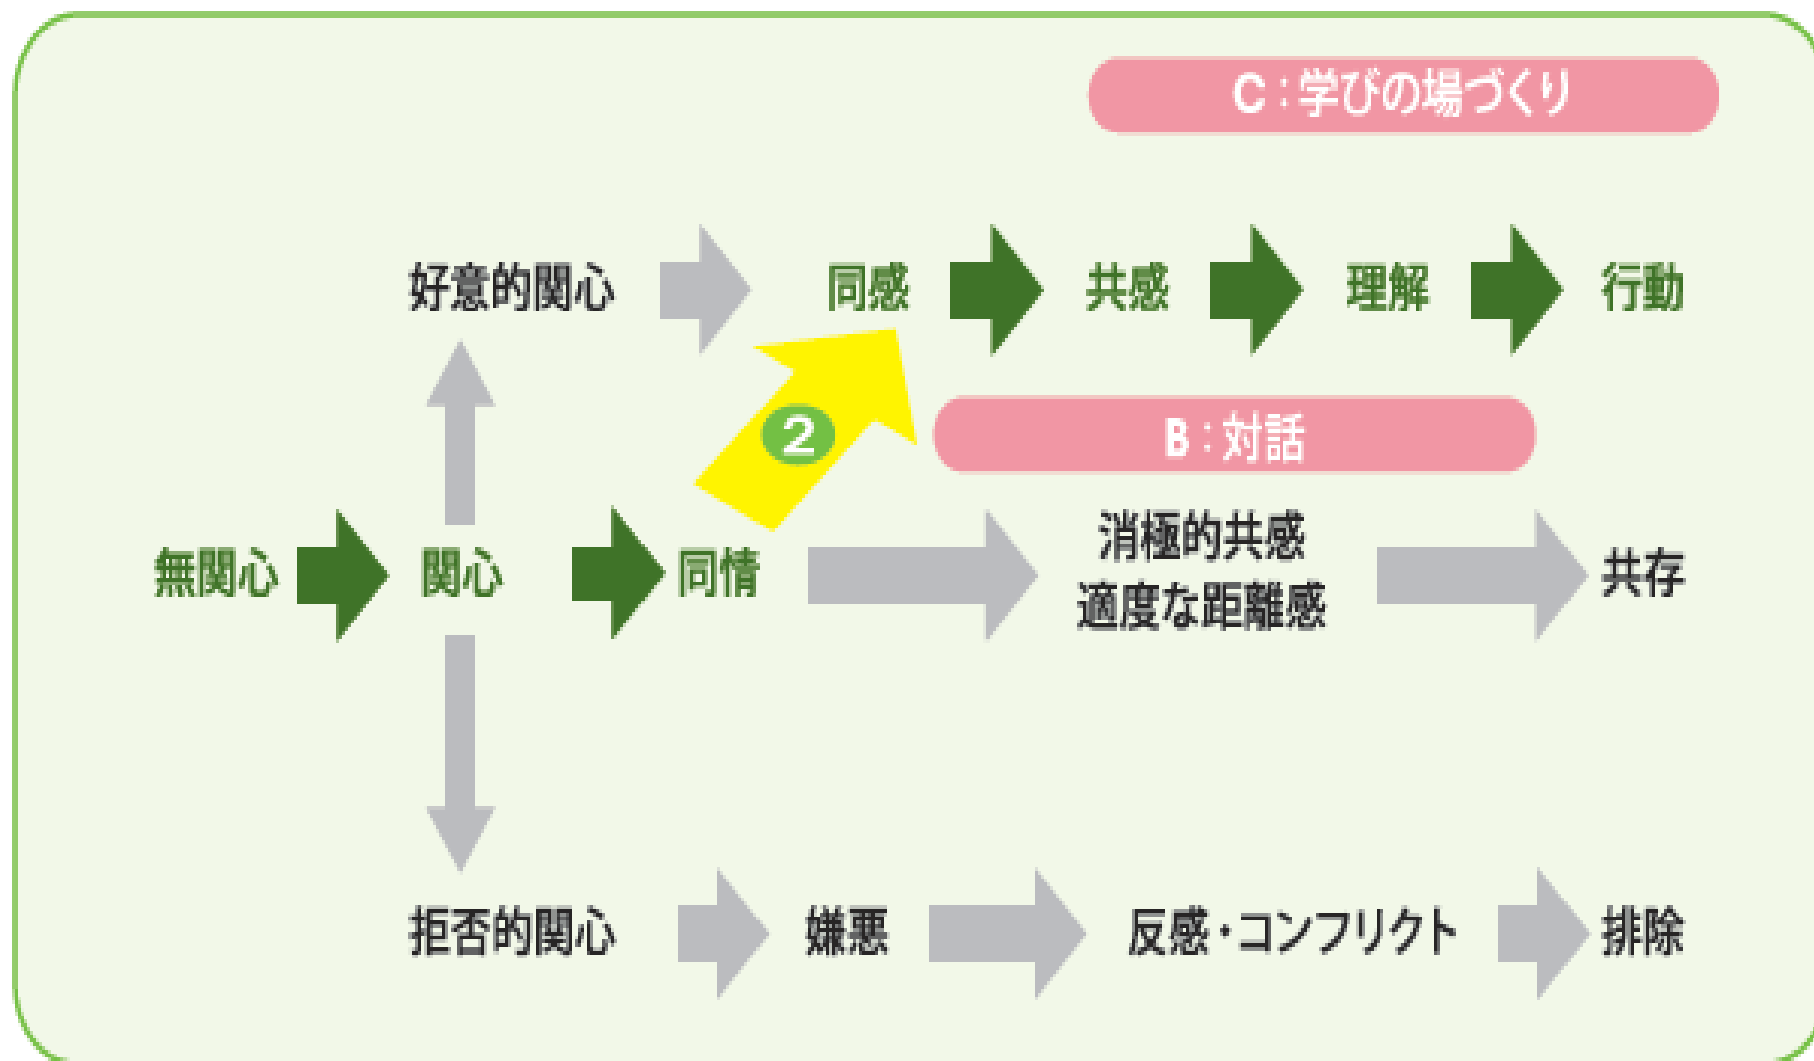 C：学びの場づくり
好意的関心
同感
共感
理解
行動
2
B：対話
無関心
関心
同情
消極的共感
適度な距離感
共存
拒否的関心
嫌悪
反感・コンフリクト
排除